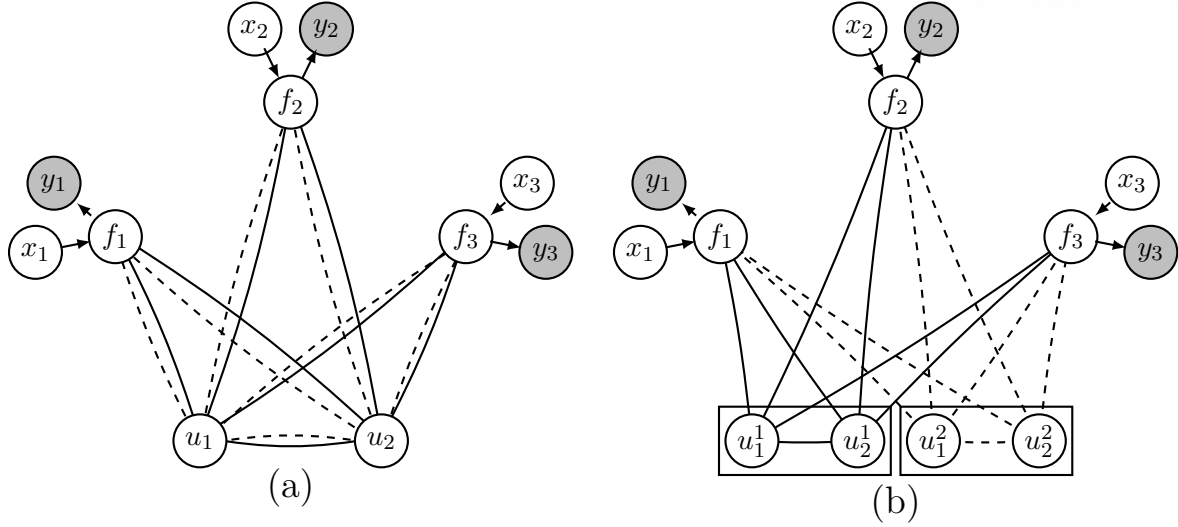 x₂ y₂
f₂
y₁ x₃
x₁ f₁ f₃ y₃
u₁ u₂
(a)
x₂ y₂
f₂
y₁ x₃
x₁ f₁ f₃ y₃
u₁¹ u₂¹ u₁² u₂²
(b)